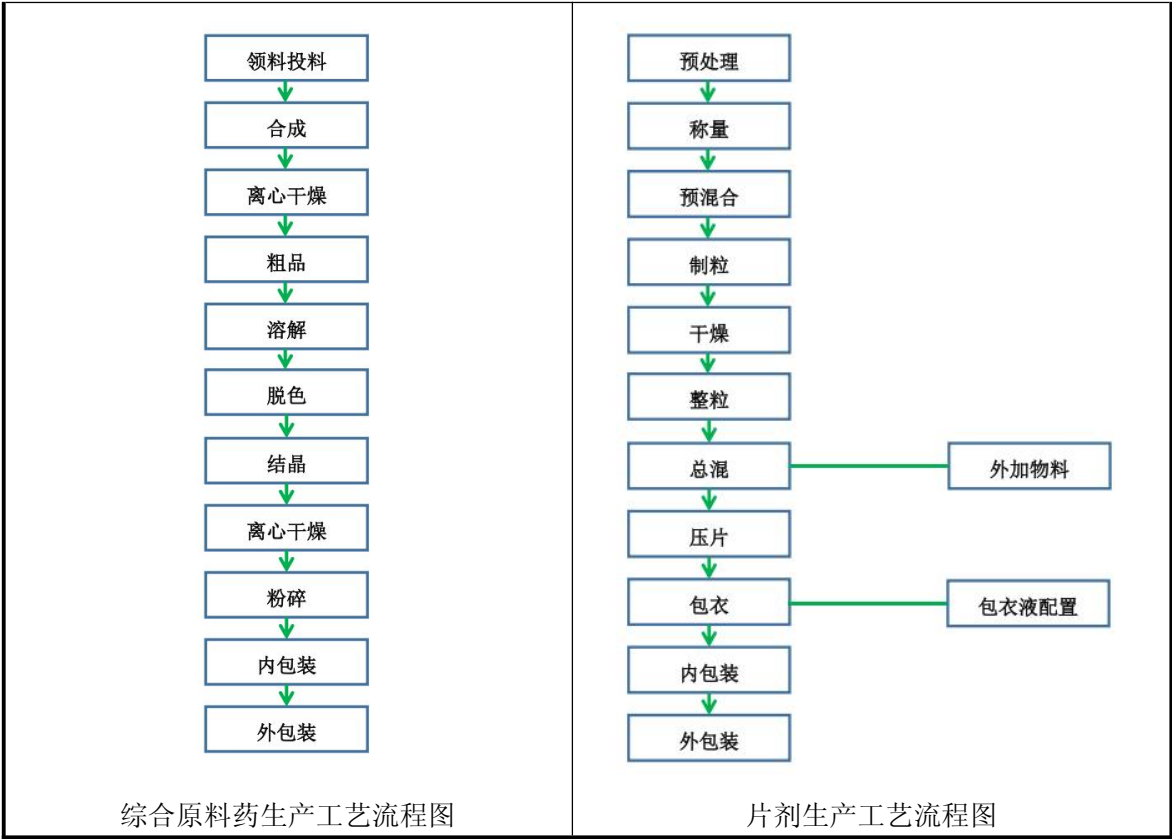 领料投料
合成
离心干燥
粗品
溶解
脱色
结晶
离心干燥
粉碎
内包装
外包装
综合原料药生产工艺流程图
预处理
称量
预混合
制粒
干燥
整粒
总混
外加物料
压片
包衣
包衣液配置
内包装
外包装
片剂生产工艺流程图